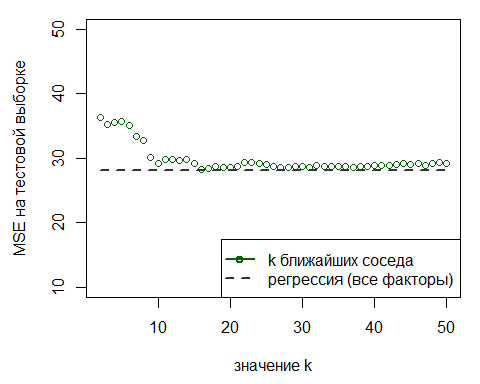 MSE на тестовой выборке
50
40
30
20
10
k ближайших соседа
регрессия (все факторы)
10
20
30
40
50
значение k